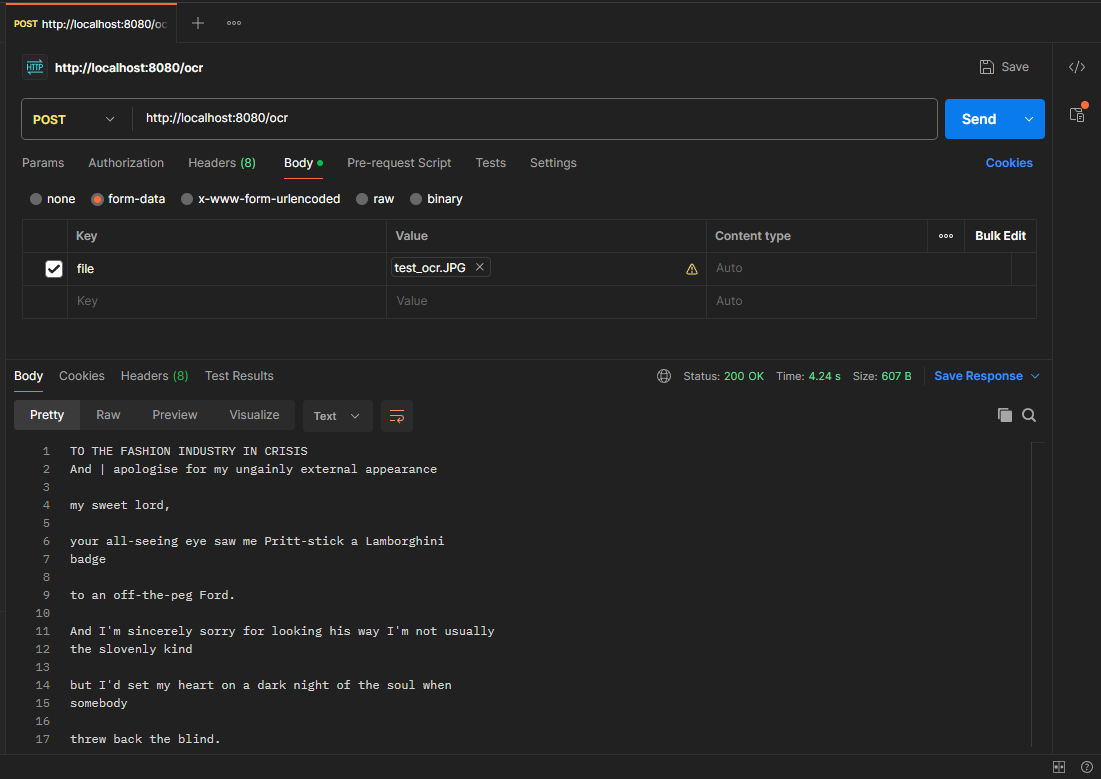 POST http://localhost:8080/oc
HTTP http://localhost:8080/ocr
Save
POST http://localhost:8080/ocr
Send
Params Authorization Headers (8) Body Pre-request Script Tests Settings
Cookies
none form-data x-www-form-urlencoded raw binary
Key Value Content type Bulk Edit
file test_ocr.JPG Auto
Key Value Auto
Body Cookies Headers (8) Test Results
Status: 200 OK Time: 4.24 s Size: 607 B Save Response
Pretty Raw Preview Visualize Text
1 TO THE FASHION INDUSTRY IN CRISIS
2 And | apologise for my ungainly external appearance
3
4 my sweet lord,
5
6 your all-seeing eye saw me Pritt-stick a Lamborghini
7 badge
8
9 to an off-the-peg Ford.
10
11 And I'm sincerely sorry for looking his way I'm not usually
12 the slovenly kind
13
14 but I'd set my heart on a dark night of the soul when
15 somebody
16
17 threw back the blind.